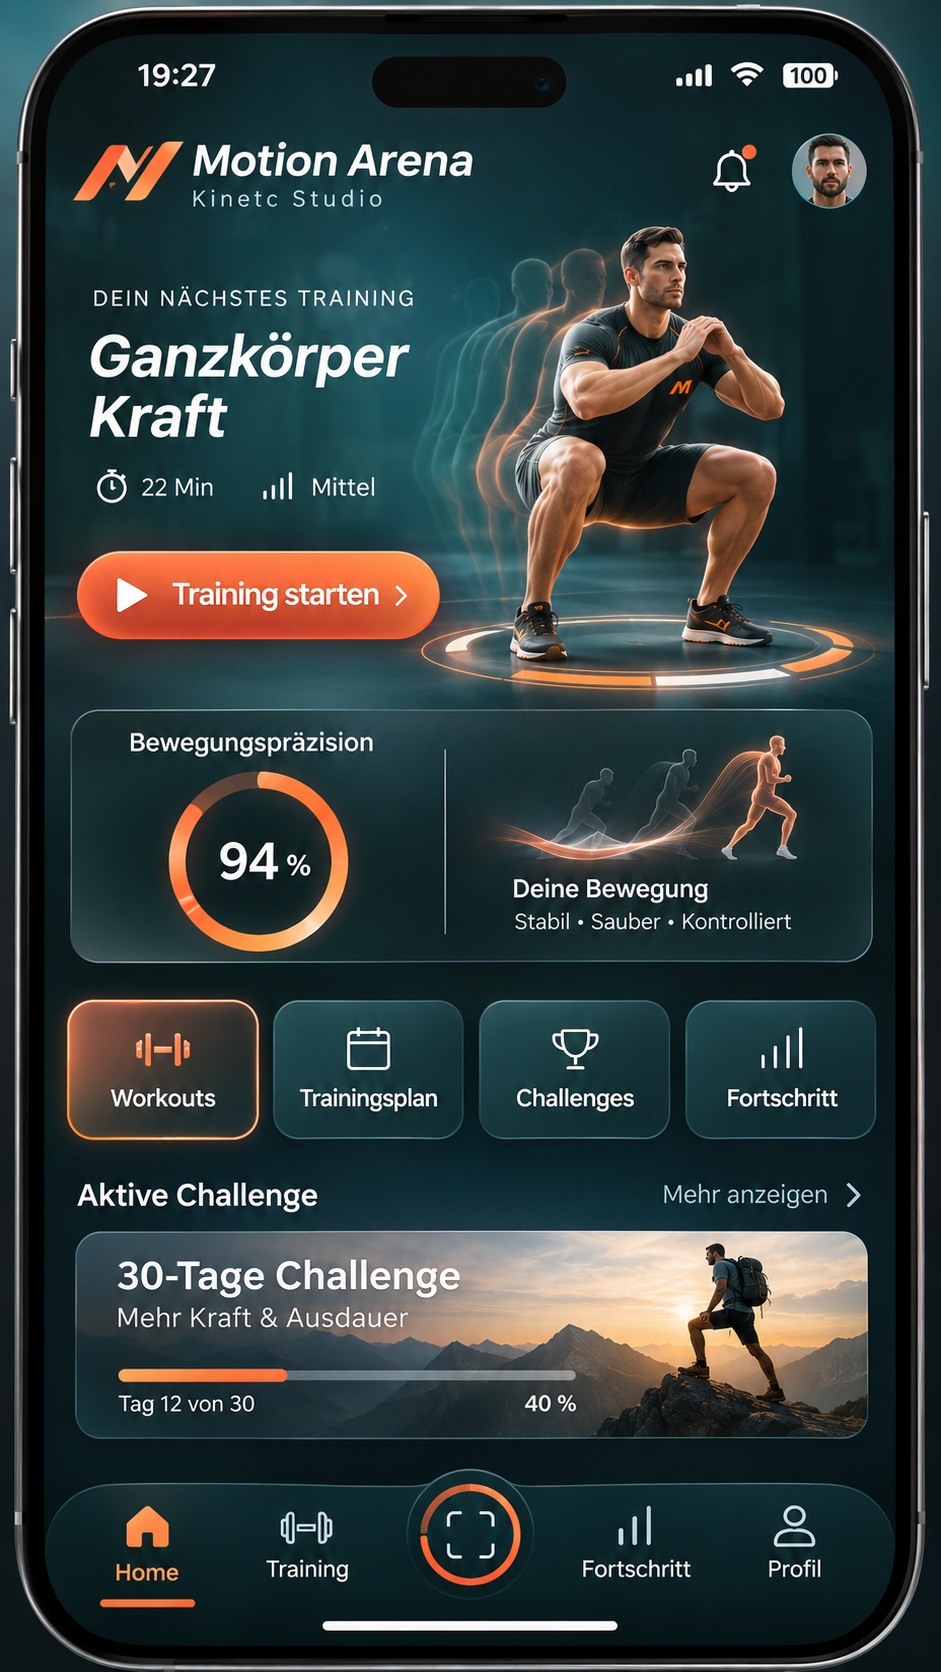 19:27
100
Motion Arena
Kinetc Studio
DEIN NÄCHSTES TRAINING
Ganzkörper
Kraft
22 Min
Mittel
Training starten
Bewegungspräzision
94 %
Deine Bewegung
Stabil • Sauber • Kontrolliert
Workouts
Trainingsplan
Challenges
Fortschritt
Aktive Challenge
Mehr anzeigen
30-Tage Challenge
Mehr Kraft & Ausdauer
Tag 12 von 30
40 %
Home
Training
Fortschritt
Profil